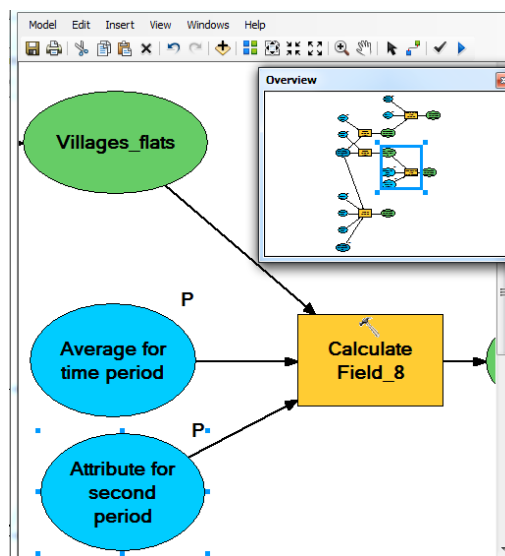 Model Edit Insert View Windows Help
Overview
Villages_flats
P
Average for
time period
Calculate
Field_8
P
Attribute for
second
period